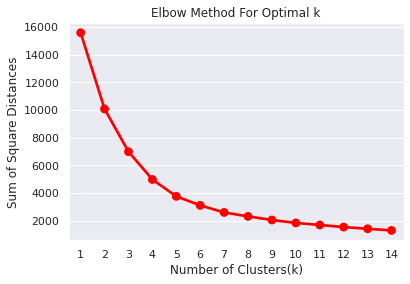 Elbow Method For Optimal k
16000
14000
12000
10000
8000
6000
4000
2000
Sum of Square Distances
1 2 3 4 5 6 7 8 9 10 11 12 13 14
Number of Clusters(k)